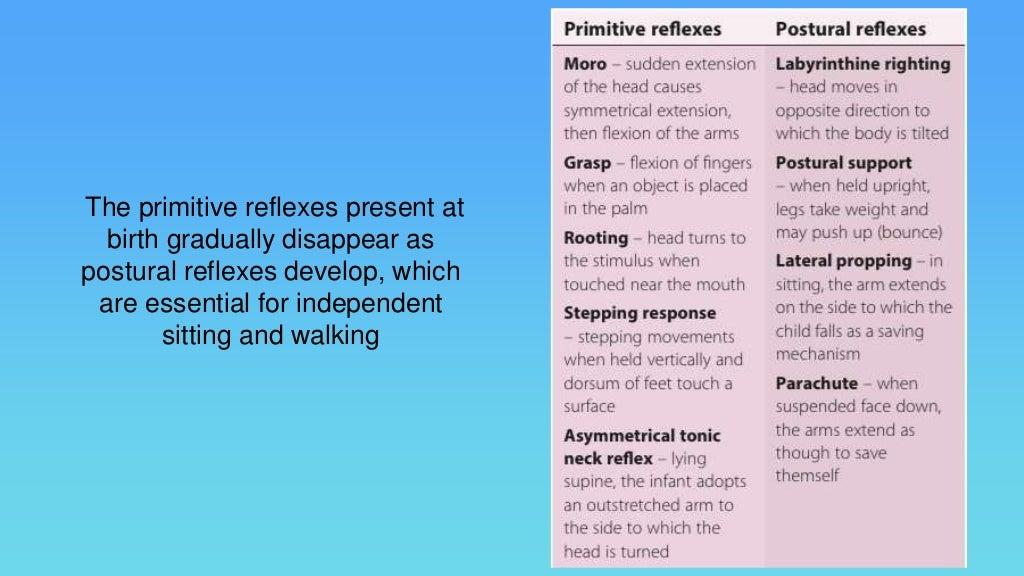 The primitive reflexes present at
birth gradually disappear as
postural reflexes develop, which
are essential for independent
sitting and walking
Primitive reflexes
Moro – sudden extension
of the head causes
symmetrical extension,
then flexion of the arms
Grasp – flexion of fingers
when an object is placed
in the palm
Rooting – head turns to
the stimulus when
touched near the mouth
Stepping response
– stepping movements
when held vertically and
dorsum of feet touch a
surface
Asymmetrical tonic
neck reflex – lying
supine, the infant adopts
an outstretched arm to
the side to which the
head is turned
Postural reflexes
Labyrinthine righting
– head moves in
opposite direction to
which the body is tilted
Postural support
– when held upright,
legs take weight and
may push up (bounce)
Lateral propping – in
sitting, the arm extends
on the side to which the
child falls as a saving
mechanism
Parachute – when
suspended face down,
the arms extend as
though to save
themself